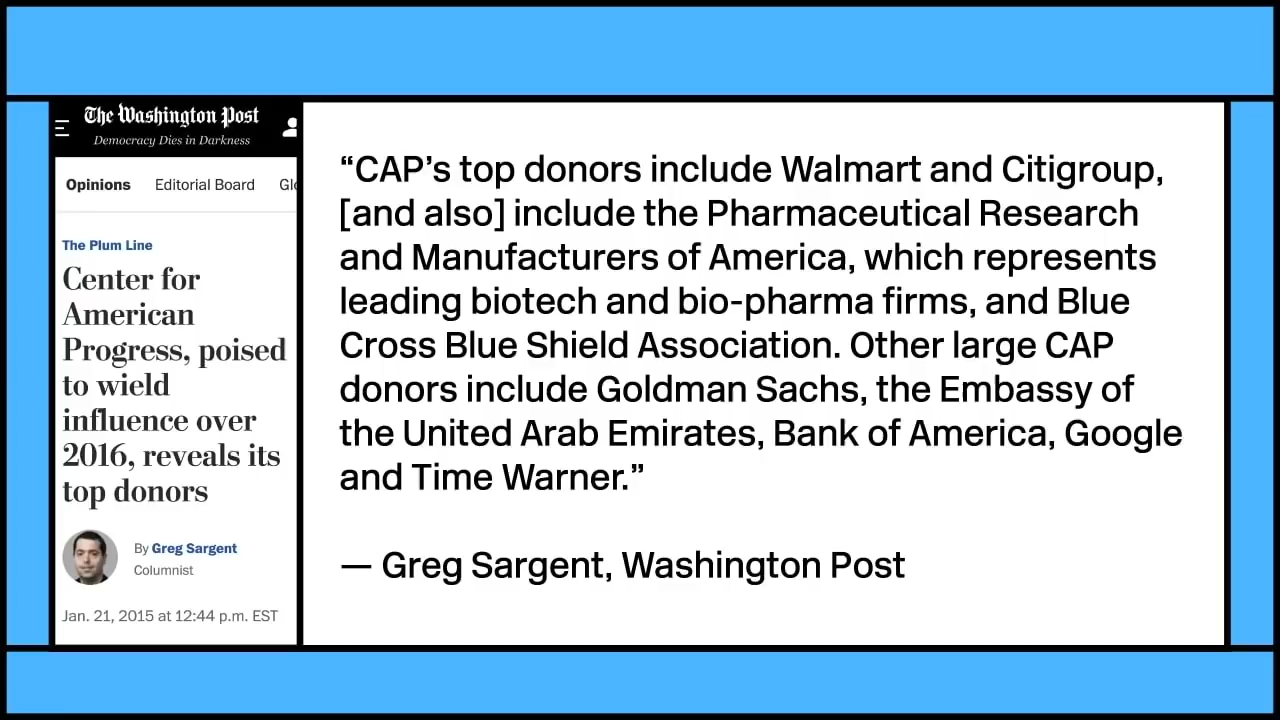 The Washington Post
Democracy Dies in Darkness
Opinions Editorial Board Glo
The Plum Line
Center for
American
Progress, poised
to wield
influence over
2016, reveals its
top donors
By Greg Sargent
Columnist
Jan. 21, 2015 at 12:44 p.m. EST
“CAP’s top donors include Walmart and Citigroup,
[and also] include the Pharmaceutical Research
and Manufacturers of America, which represents
leading biotech and bio-pharma firms, and Blue
Cross Blue Shield Association. Other large CAP
donors include Goldman Sachs, the Embassy of
the United Arab Emirates, Bank of America, Google
and Time Warner.”
— Greg Sargent, Washington Post